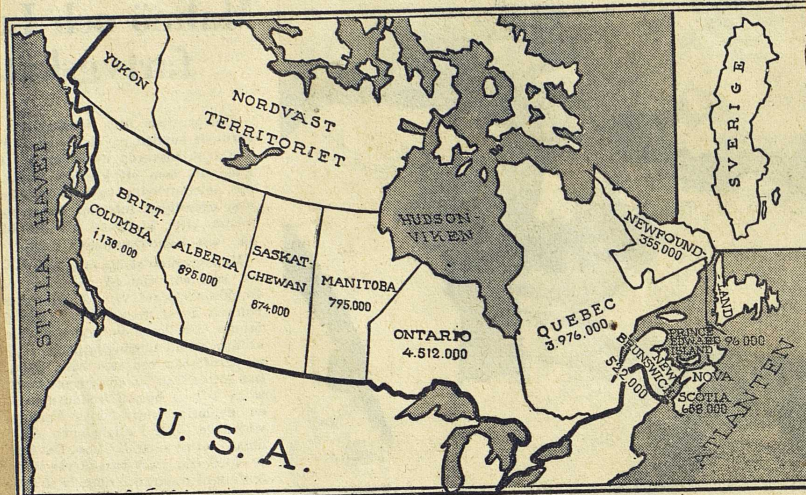 YUKON
NORDVÄST
TERRITORIET
STILLA HAVET
BRITT.
COLUMBIA
1.138.000
ALBERTA
895.000
SASKAT-
CHEWAN
874.000
MANITOBA
795.000
HUDSON-
VIKEN
ONTARIO
4.512.000
QUEBEC
3.976.000
NEWFOUND-
355.000
LAND
PRINCE
EDWARD 96 000
ISLAND
NEW
BRUNSWICK
522.000
NOVA
SCOTIA
658 000
ATLANTEN
U. S. A.
SVERIGE